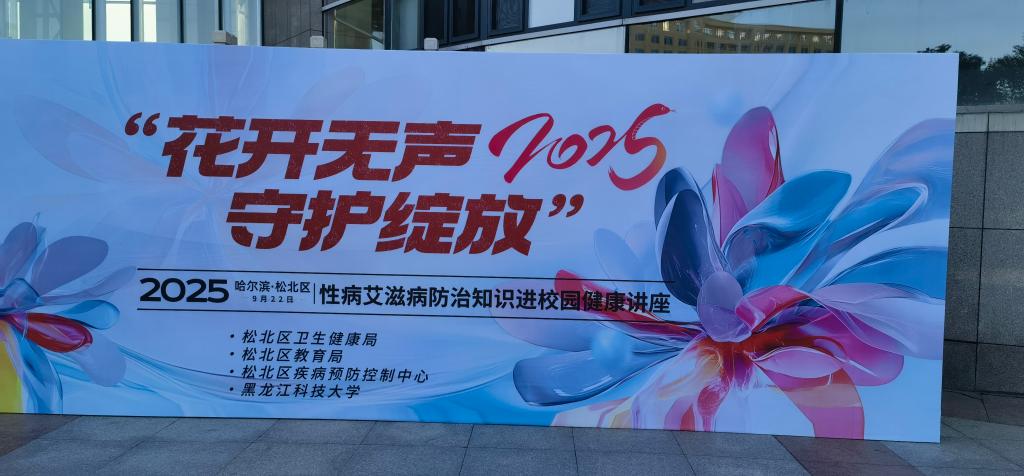 “花开无声 2025
守护绽放”
2025 哈尔滨·松北区 9月22日 性病艾滋病防治知识进校园健康讲座
·松北区卫生健康局
·松北区教育局
·松北区疾病预防控制中心
·黑龙江科技大学